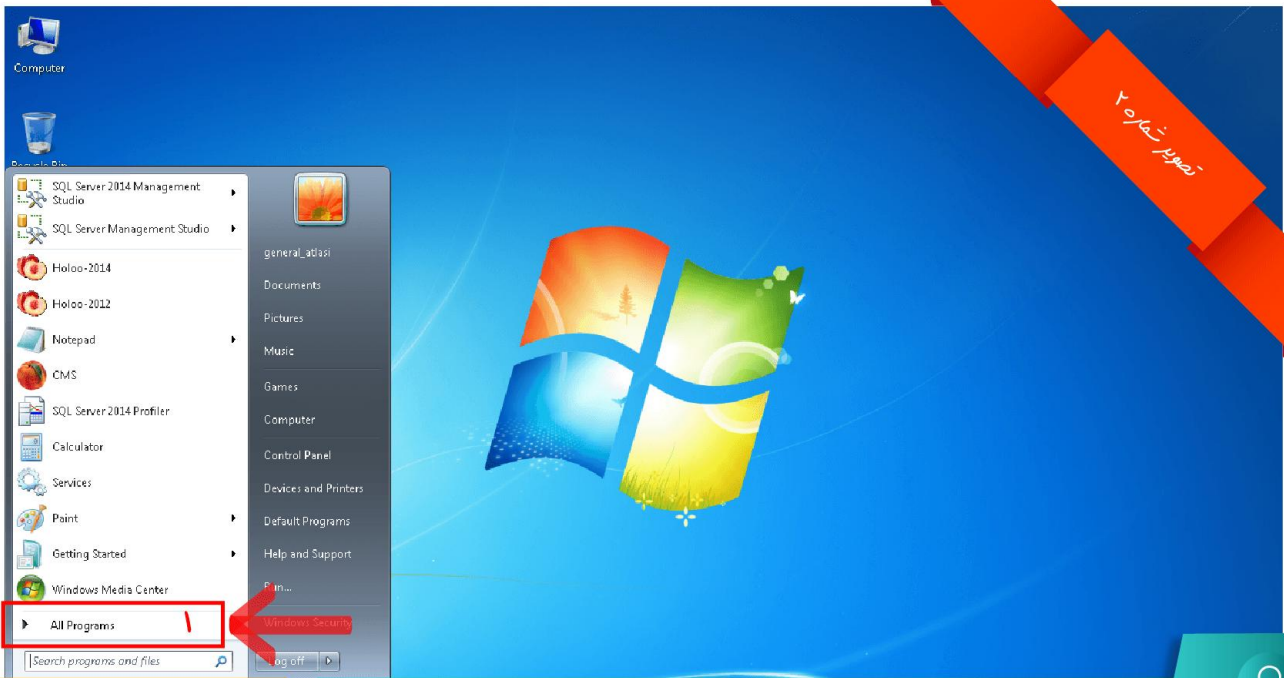 Computer
Recycle Bin
تصویر شماره ۲
SQL Server 2014 Management
Studio
SQL Server Management Studio
Holoo-2014
Holoo-2012
Notepad
CMS
SQL Server 2014 Profiler
Calculator
Services
Paint
Getting Started
Windows Media Center
All Programs
۱
Search programs and files
general_atlasi
Documents
Pictures
Music
Games
Computer
Control Panel
Devices and Printers
Default Programs
Help and Support
Run...
Windows Security
Log off